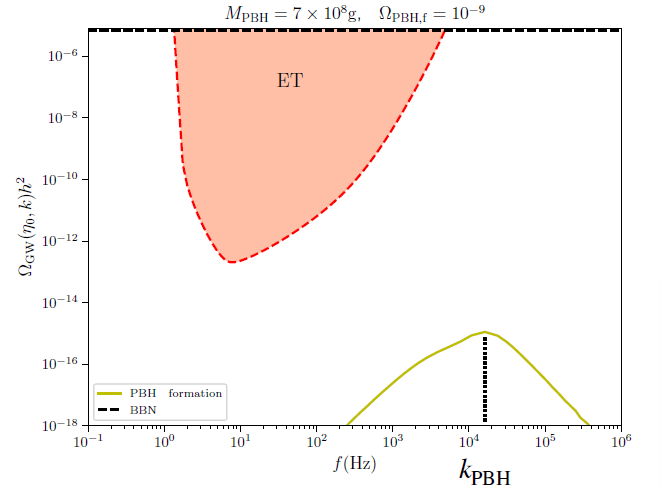 M_PBH = 7 × 10^8 g, Ω_PBH,f = 10^−9
Ω_GW(η_0, k)h^2
10^−6
10^−8
10^−10
10^−12
10^−14
10^−16
10^−18
ET
PBH formation
BBN
10^−1
10^0
10^1
10^2
10^3
10^4
10^5
10^6
f(Hz)
k_PBH